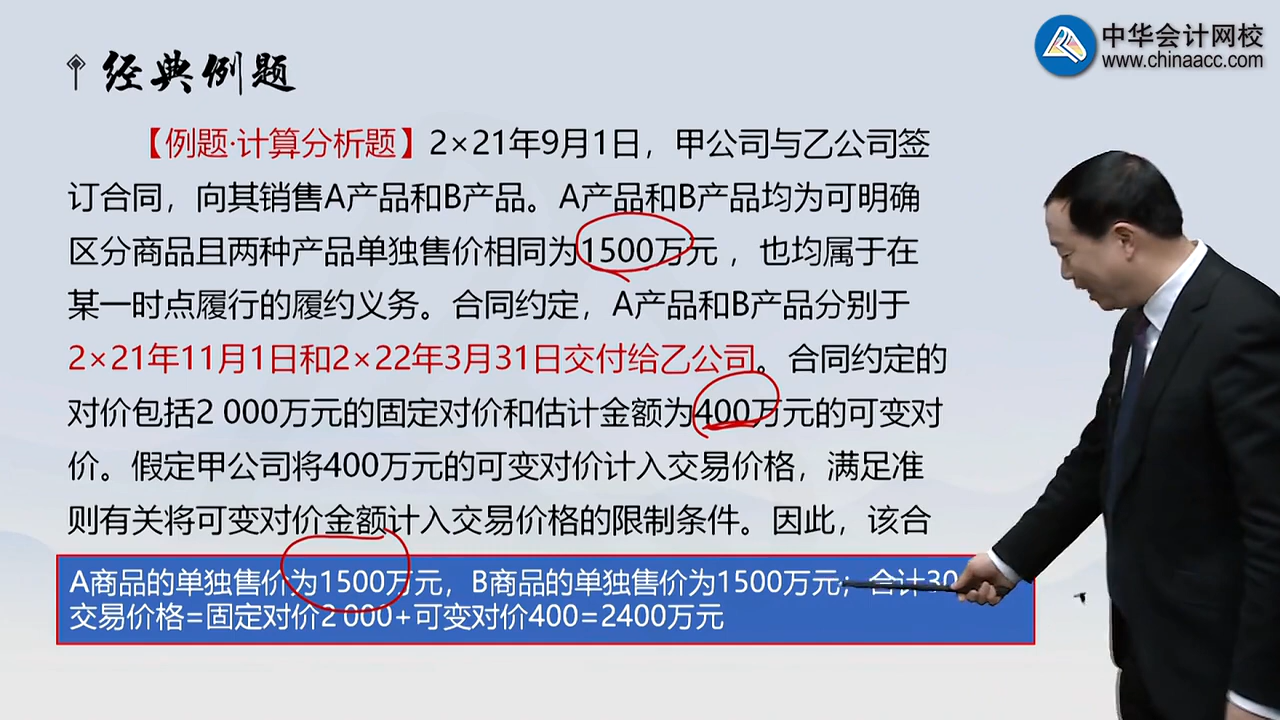 经典例题
中华会计网校
www.chinaacc.com
【例题·计算分析题】2×21年9月1日，甲公司与乙公司签
订合同，向其销售A产品和B产品。A产品和B产品均为可明确
区分商品且两种产品单独售价相同为1500万元，也均属于在
某一时点履行的履约义务。合同约定，A产品和B产品分别于
2×21年11月1日和2×22年3月31日交付给乙公司。合同约定的
对价包括2 000万元的固定对价和估计金额为400万元的可变对
价。假定甲公司将400万元的可变对价计入交易价格，满足准
则有关将可变对价金额计入交易价格的限制条件。因此，该合
A商品的单独售价为1500万元，B商品的单独售价为1500万元，合计30
交易价格=固定对价2 000+可变对价400=2400万元